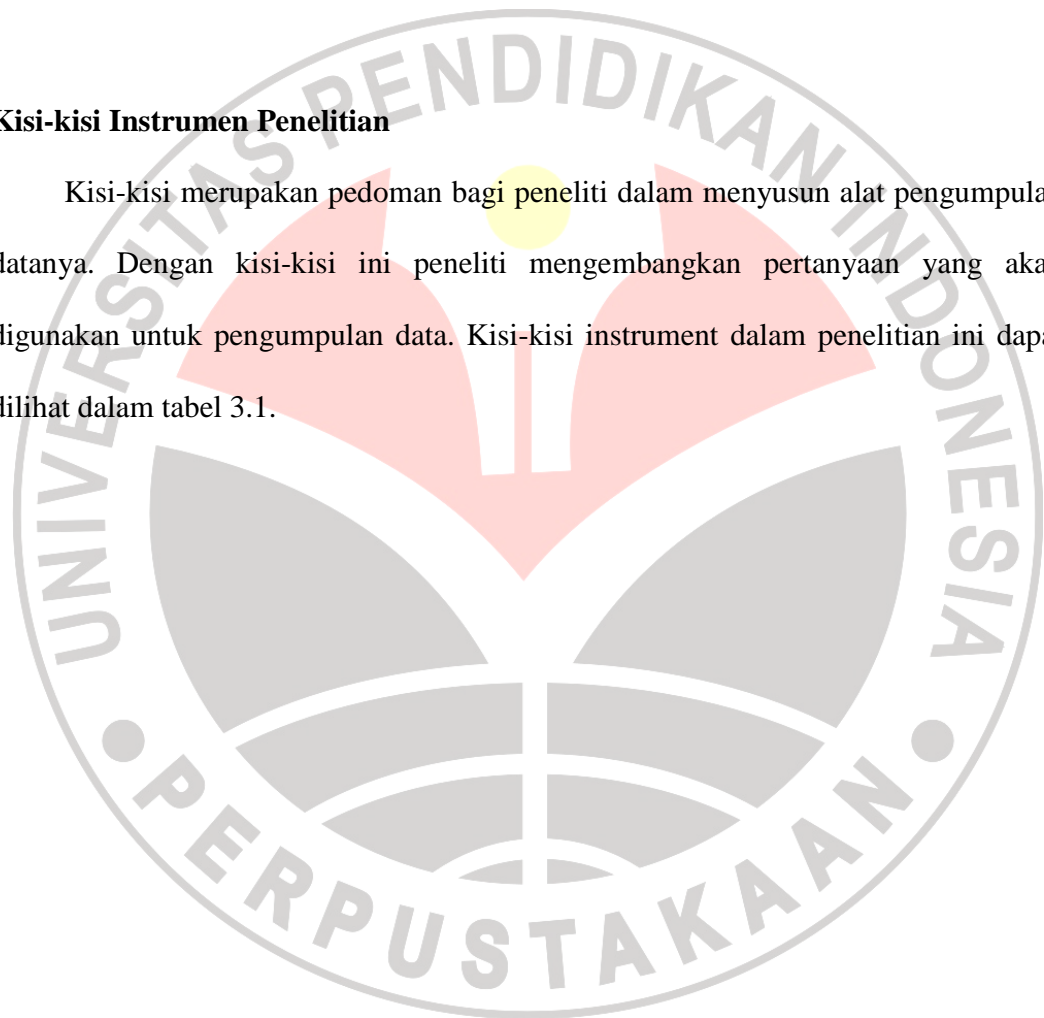 Kisi-kisi Instrumen Penelitian
Kisi-kisi merupakan pedoman bagi peneliti dalam menyusun alat pengumpula
datanya. Dengan kisi-kisi ini peneliti mengembangkan pertanyaan yang aka
digunakan untuk pengumpulan data. Kisi-kisi instrument dalam penelitian ini dapa
dilihat dalam tabel 3.1.
UNIVERSITAS PENDIDIKAN INDONESIA
PERPUSTAKAAN